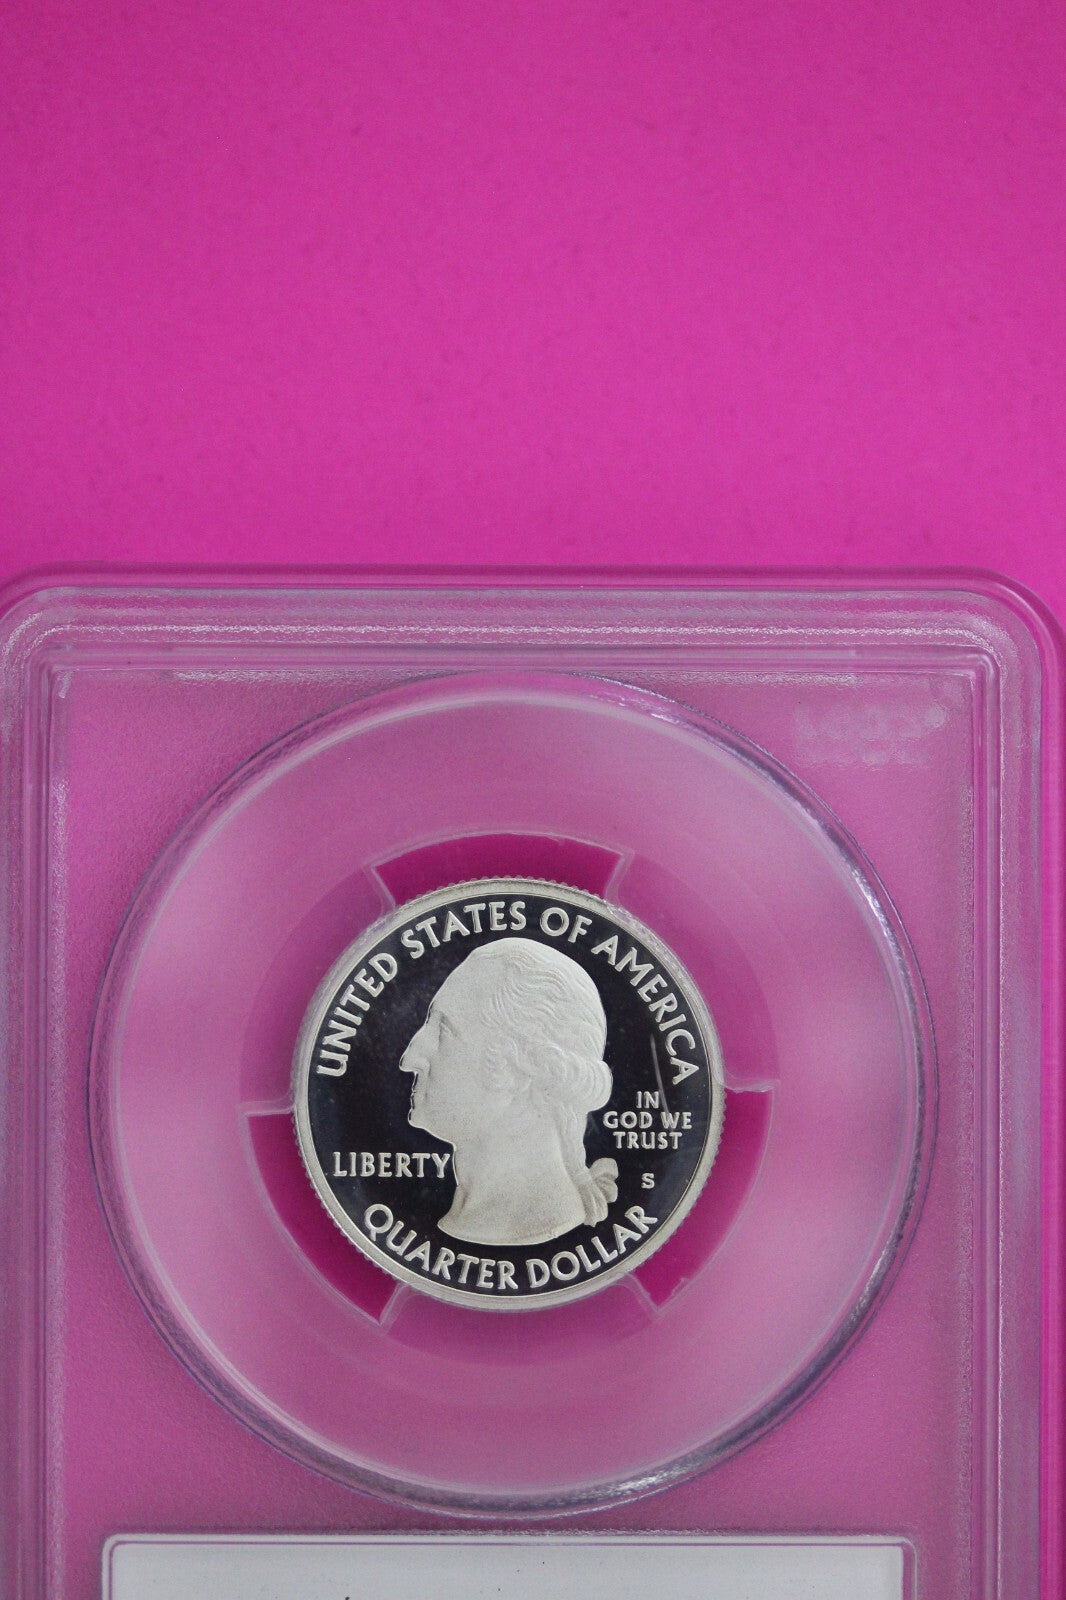 UNITED STATES OF AMERICA
LIBERTY
IN
GOD WE
TRUST
S
QUARTER DOLLAR